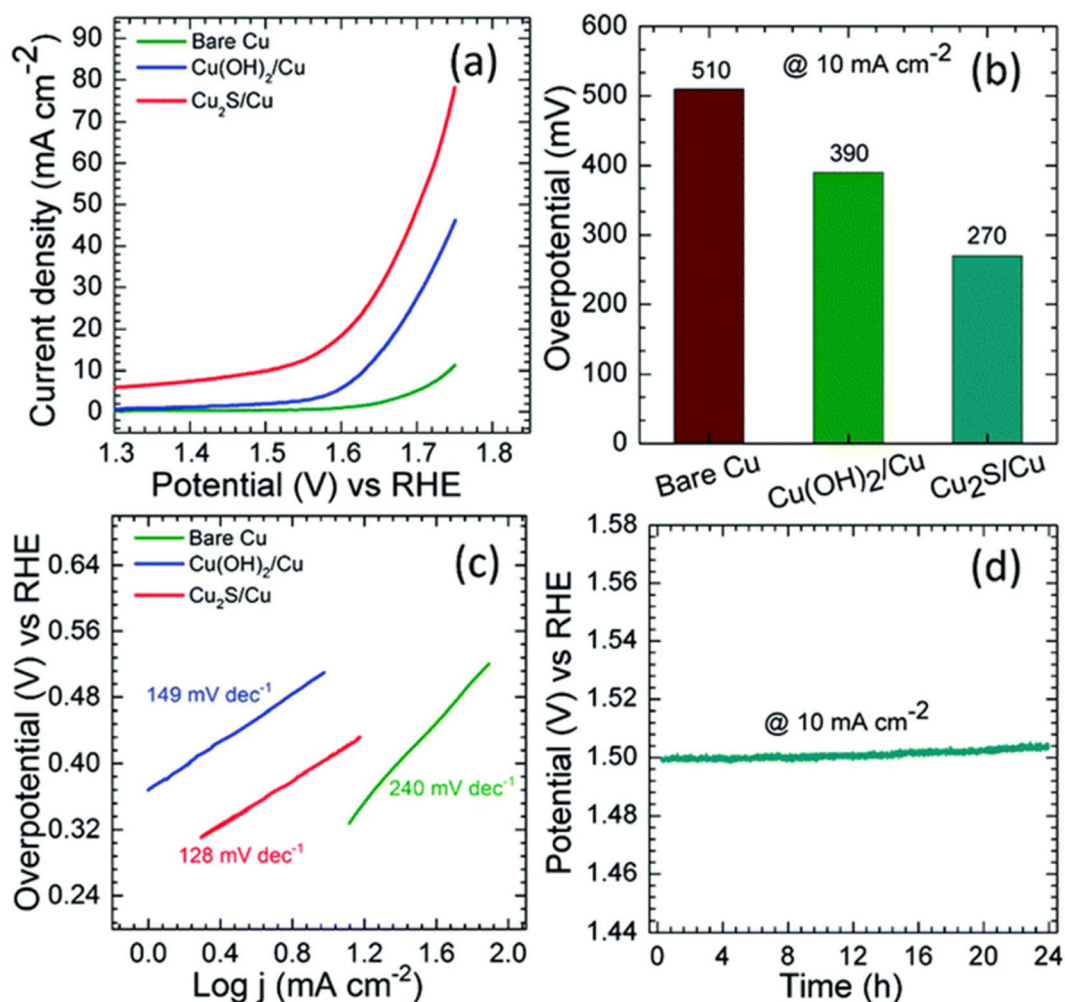 Current density (mA cm⁻²)
90
80
70
60
50
40
30
20
10
0
Bare Cu
Cu(OH)₂/Cu
Cu₂S/Cu
(a)
1.3 1.4 1.5 1.6 1.7 1.8
Potential (V) vs RHE
Overpotential (mV)
600
500
400
300
200
100
0
@ 10 mA cm⁻²
(b)
510
390
270
Bare Cu
Cu(OH)₂/Cu
Cu₂S/Cu
Overpotential (V) vs RHE
0.64
0.56
0.48
0.40
0.32
0.24
Bare Cu
Cu(OH)₂/Cu
Cu₂S/Cu
(c)
149 mV dec⁻¹
240 mV dec⁻¹
128 mV dec⁻¹
0.0 0.4 0.8 1.2 1.6 2.0
Log j (mA cm⁻²)
Potential (V) vs RHE
1.58
1.56
1.54
1.52
1.50
1.48
1.46
1.44
(d)
@ 10 mA cm⁻²
0 4 8 12 16 20 24
Time (h)